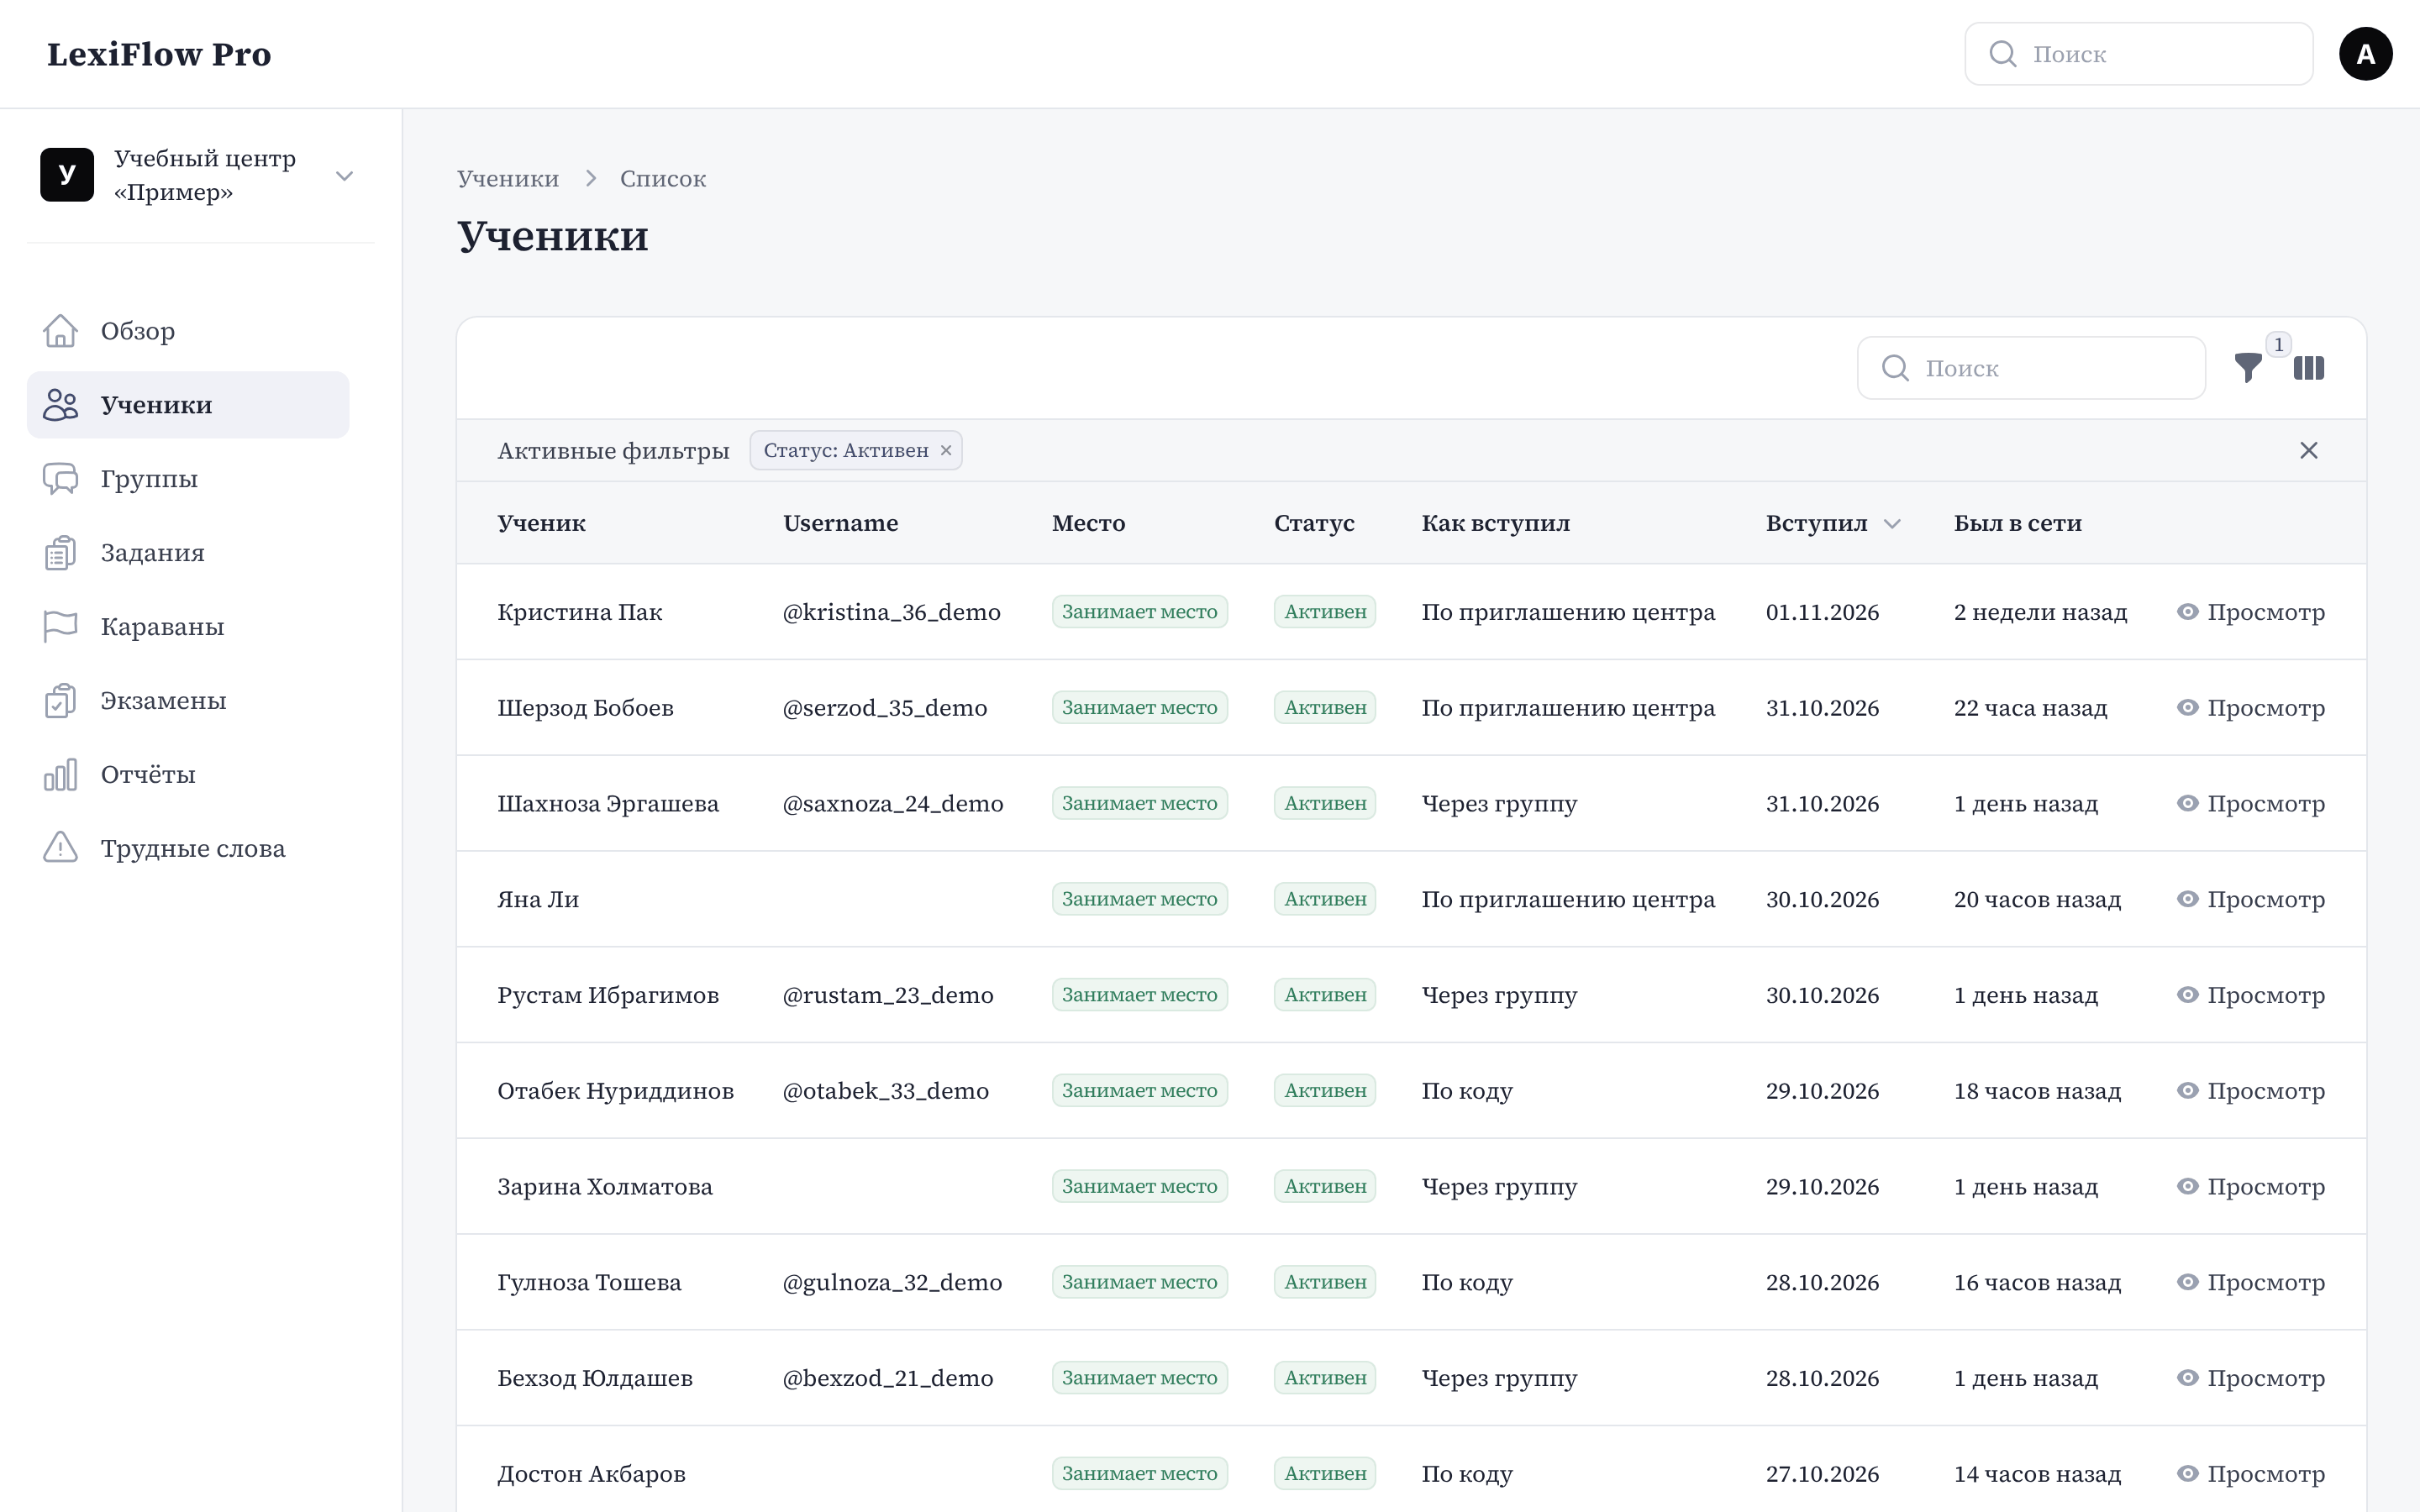 LexiFlow Pro
Поиск
A
У
Учебный центр
«Пример»
Обзор
Ученики
Группы
Задания
Караваны
Экзамены
Отчёты
Трудные слова
Ученики Список
Ученики
Поиск
1
Активные фильтры Статус: Активен
Ученик Username Место Статус Как вступил Вступил Был в сети
Кристина Пак @kristina_36_demo Занимает место Активен По приглашению центра 01.11.2026 2 недели назад Просмотр
Шерзод Бобоев @serzod_35_demo Занимает место Активен По приглашению центра 31.10.2026 22 часа назад Просмотр
Шахноза Эргашева @saxnoza_24_demo Занимает место Активен Через группу 31.10.2026 1 день назад Просмотр
Яна Ли Занимает место Активен По приглашению центра 30.10.2026 20 часов назад Просмотр
Рустам Ибрагимов @rustam_23_demo Занимает место Активен Через группу 30.10.2026 1 день назад Просмотр
Отабек Нуриддинов @otabek_33_demo Занимает место Активен По коду 29.10.2026 18 часов назад Просмотр
Зарина Холматова Занимает место Активен Через группу 29.10.2026 1 день назад Просмотр
Гулноза Тошева @gulnoza_32_demo Занимает место Активен По коду 28.10.2026 16 часов назад Просмотр
Бехзод Юлдашев @bexzod_21_demo Занимает место Активен Через группу 28.10.2026 1 день назад Просмотр
Достон Акбаров Занимает место Активен По коду 27.10.2026 14 часов назад Просмотр